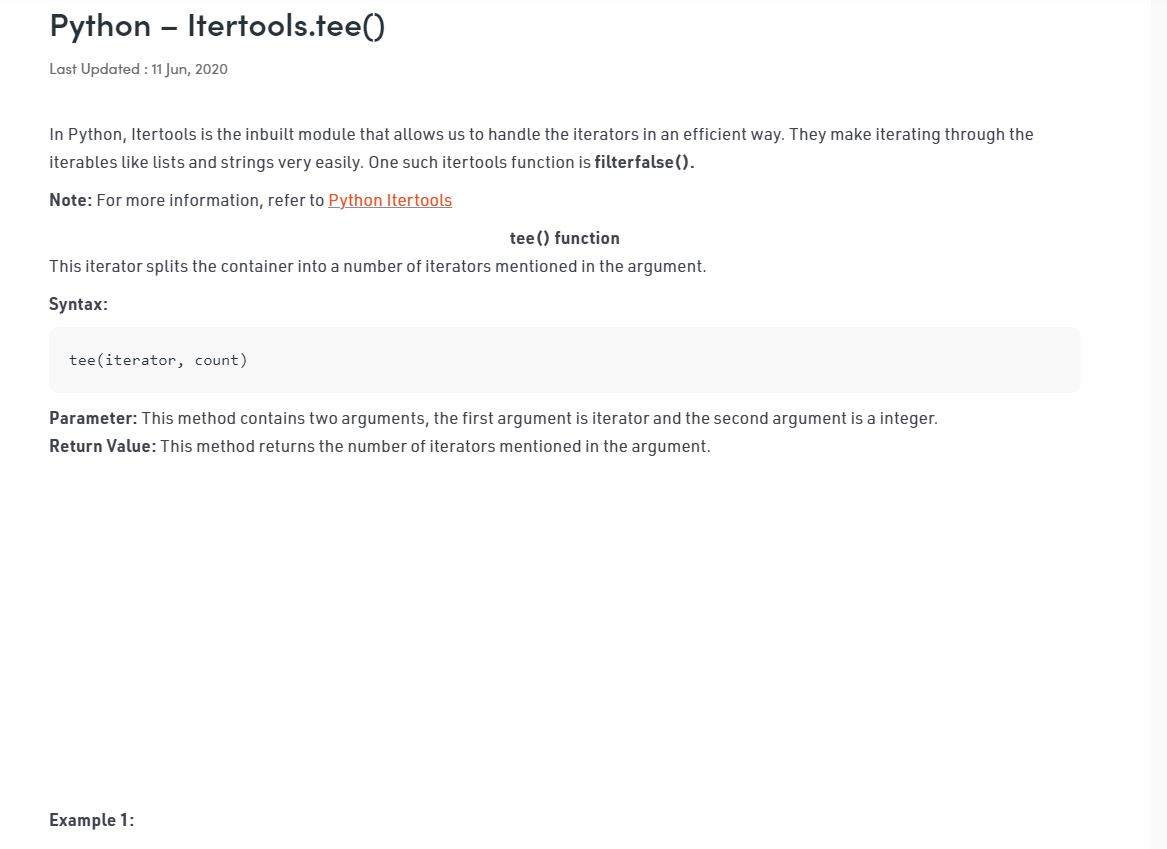 Python – Itertools.tee()
Last Updated : 11 Jun, 2020
In Python, Itertools is the inbuilt module that allows us to handle the iterators in an efficient way. They make iterating through the
iterables like lists and strings very easily. One such itertools function is filterfalse().
Note: For more information, refer to Python Itertools
tee() function
This iterator splits the container into a number of iterators mentioned in the argument.
Syntax:
tee(iterator, count)
Parameter: This method contains two arguments, the first argument is iterator and the second argument is a integer.
Return Value: This method returns the number of iterators mentioned in the argument.
Example 1: